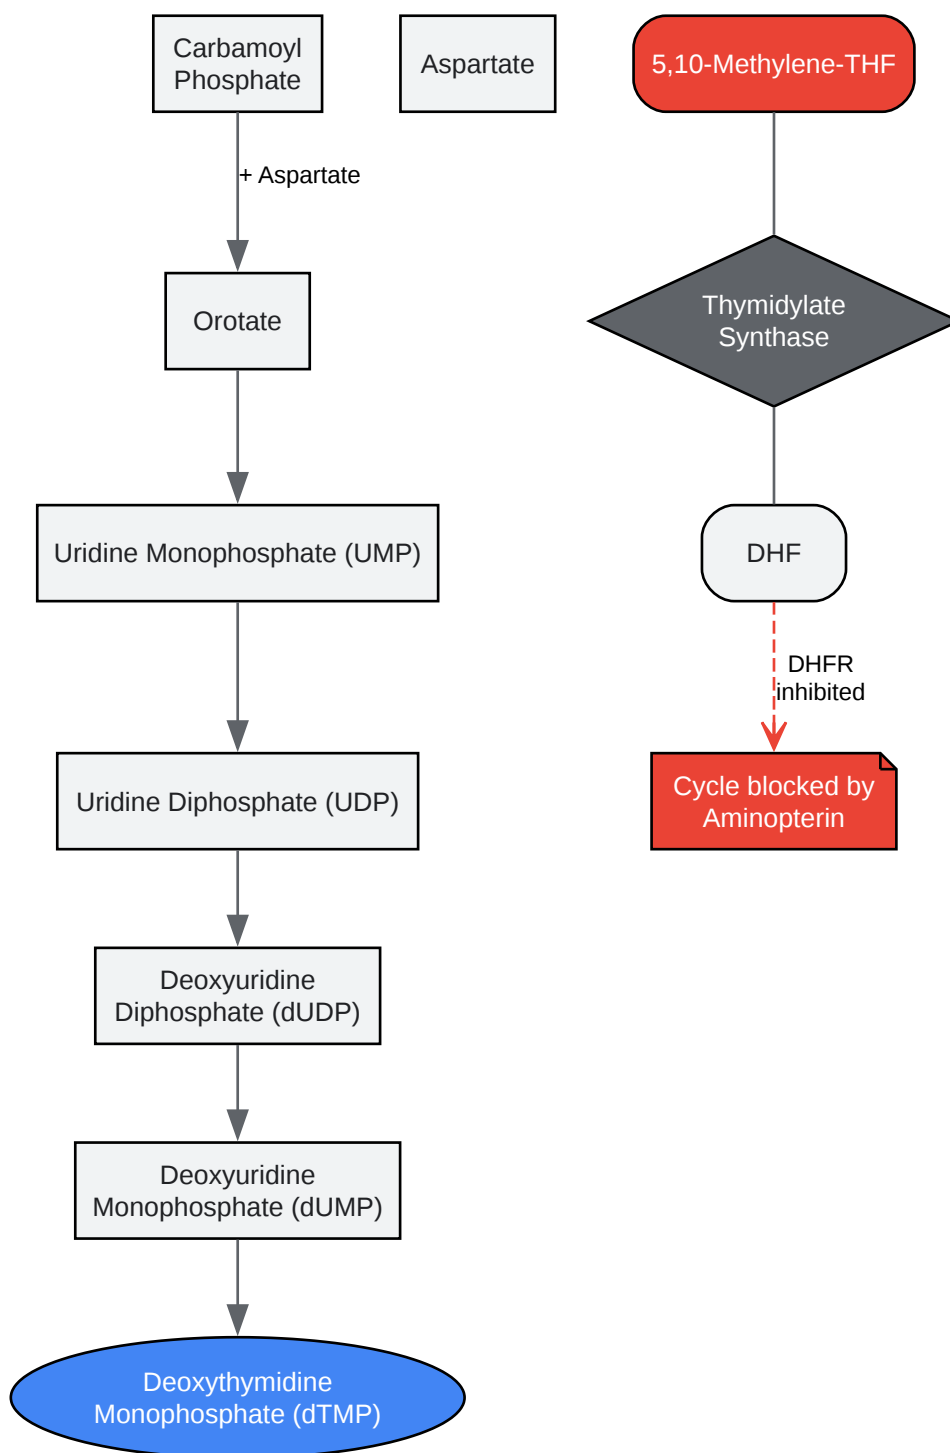 Carbamoyl
Phosphate
Aspartate
5,10-Methylene-THF
+ Aspartate
Orotate
Thymidylate
Synthase
Uridine Monophosphate (UMP)
DHF
DHFR
inhibited
Uridine Diphosphate (UDP)
Cycle blocked by
Aminopterin
Deoxyuridine
Diphosphate (dUDP)
Deoxyuridine
Monophosphate (dUMP)
Deoxythymidine
Monophosphate (dTMP)